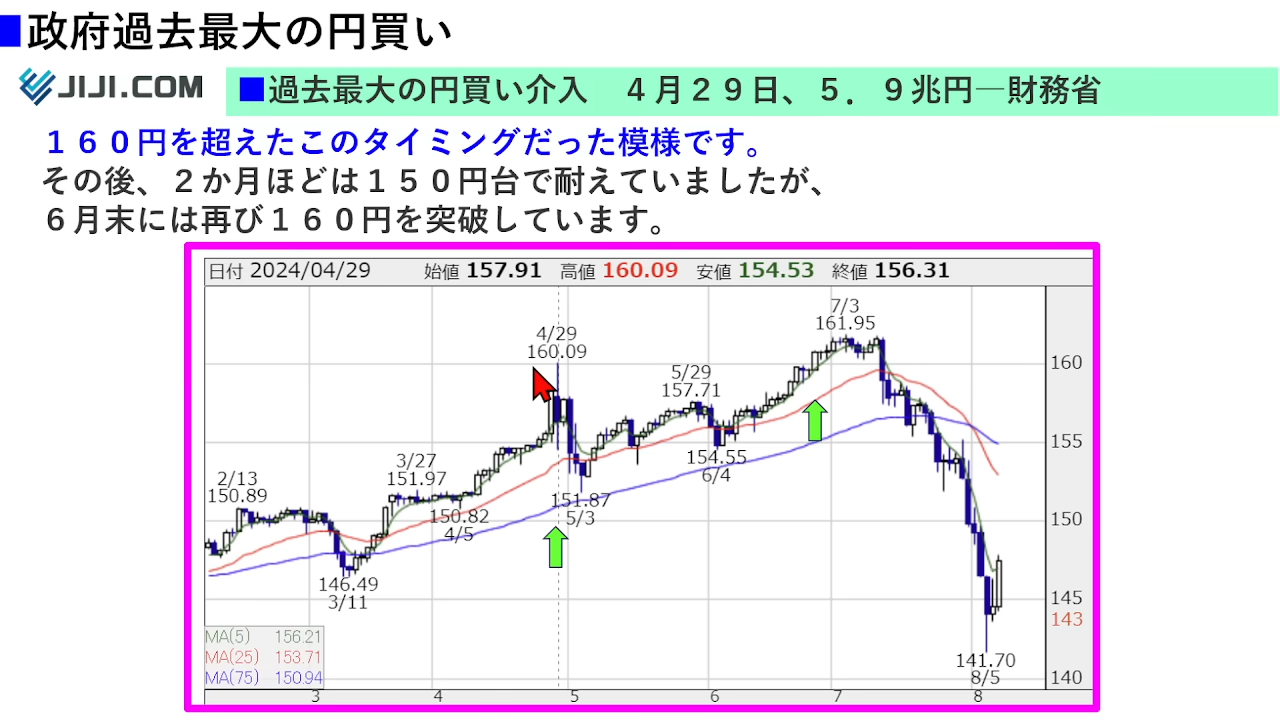 ■政府過去最大の円買い
JIJI.COM
■過去最大の円買い介入　４月２９日、５．９兆円―財務省
１６０円を超えたこのタイミングだった模様です。
その後、２か月ほどは１５０円台で耐えていましたが、
６月末には再び１６０円を突破しています。
日付 2024/04/29 始値 157.91 高値 160.09 安値 154.53 終値 156.31
7/3
161.95
4/29
160.09
160
5/29
157.71
155
154.55
6/4
3/27
151.97
2/13
150.89
151.87
5/3
150.82
4/5
150
146.49
3/11
145
143
MA(5) 156.21
MA(25) 153.71
MA(75) 150.94
141.70
8/5
140
3 4 5 6 7 8